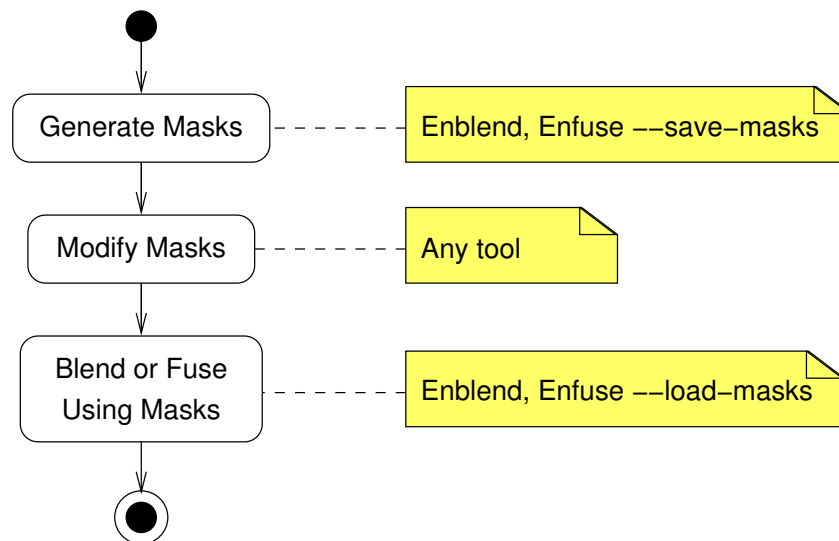 Generate Masks
Enblend, Enfuse −−save−masks
Modify Masks
Any tool
Blend or Fuse
Using Masks
Enblend, Enfuse −−load−masks